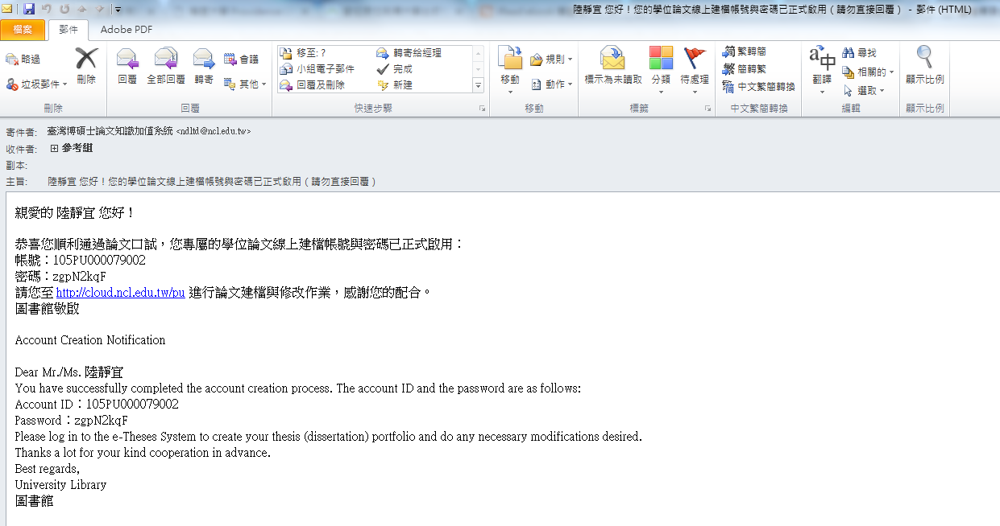 陸靜宜 您好！您的學位論文線上建檔帳號與密碼已正式啟用（請勿直接回覆） - 郵件 (HTML)
檔案 郵件 Adobe PDF
略過
垃圾郵件
刪除
刪除
回覆 全部回覆 轉寄
會議
其他
回覆
移至: ?
小組電子郵件
回覆及刪除
轉寄給經理
完成
新建
快速步驟
移動
規則
動作
移動
標示為未讀取 分類 待處理
標籤
繁轉簡
簡轉繁
中文繁簡轉換
中文繁簡轉換
翻譯
尋找
相關的
選取
編輯
顯示比例
顯示比例
寄件者: 臺灣博碩士論文知識加值系統 <ndltd@ncl.edu.tw>
收件者: 參考組
副本:
主旨: 陸靜宜 您好！您的學位論文線上建檔帳號與密碼已正式啟用（請勿直接回覆）
親愛的 陸靜宜 您好！
恭喜您順利通過論文口試，您專屬的學位論文線上建檔帳號與密碼已正式啟用：
帳號：105PU000079002
密碼：zgpN2kqF
請您至 http://cloud.ncl.edu.tw/pu 進行論文建檔與修改作業，感謝您的配合。
圖書館敬啟
Account Creation Notification
Dear Mr./Ms. 陸靜宜
You have successfully completed the account creation process. The account ID and the password are as follows:
Account ID：105PU000079002
Password：zgpN2kqF
Please log in to the e-Theses System to create your thesis (dissertation) portfolio and do any necessary modifications desired.
Thanks a lot for your kind cooperation in advance.
Best regards,
University Library
圖書館